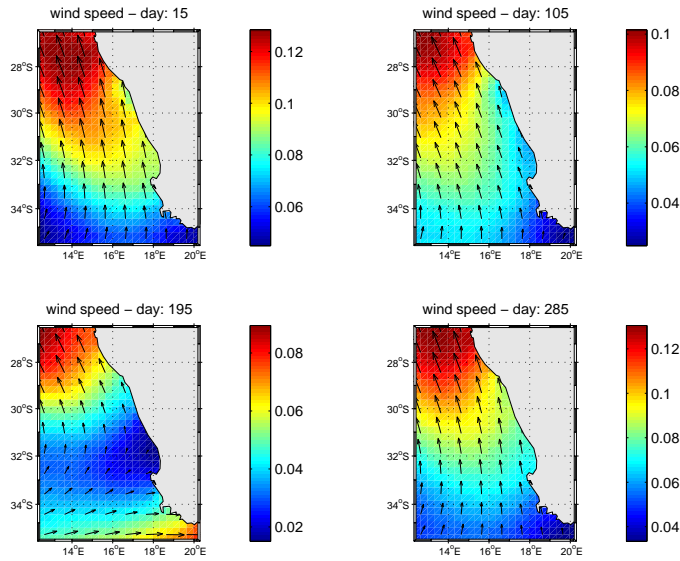 wind speed − day: 15
28°S
30°S
32°S
34°S
14°E
16°E
18°E
20°E
0.12
0.1
0.08
0.06
wind speed − day: 105
28°S
30°S
32°S
34°S
14°E
16°E
18°E
20°E
0.1
0.08
0.06
0.04
wind speed − day: 195
28°S
30°S
32°S
34°S
14°E
16°E
18°E
20°E
0.08
0.06
0.04
0.02
wind speed − day: 285
28°S
30°S
32°S
34°S
14°E
16°E
18°E
20°E
0.12
0.1
0.08
0.06
0.04